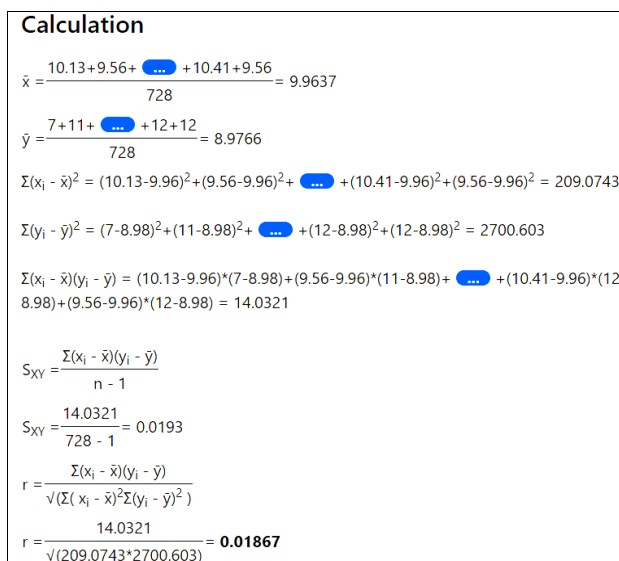 Calculation
x̄ = 10.13+9.56+ ... +10.41+9.56 / 728 = 9.9637
ȳ = 7+11+ ... +12+12 / 728 = 8.9766
Σ(xᵢ - x̄)² = (10.13-9.96)²+(9.56-9.96)²+ ... +(10.41-9.96)²+(9.56-9.96)² = 209.0743
Σ(yᵢ - ȳ)² = (7-8.98)²+(11-8.98)²+ ... +(12-8.98)²+(12-8.98)² = 2700.603
Σ(xᵢ - x̄)(yᵢ - ȳ) = (10.13-9.96)*(7-8.98)+(9.56-9.96)*(11-8.98)+ ... +(10.41-9.96)*(12
8.98)+(9.56-9.96)*(12-8.98) = 14.0321
S_XY = Σ(xᵢ - x̄)(yᵢ - ȳ) / n - 1
S_XY = 14.0321 / 728 - 1 = 0.0193
r = Σ(xᵢ - x̄)(yᵢ - ȳ) / √(Σ( xᵢ - x̄)²Σ(yᵢ - ȳ)² )
r = 14.0321 / √(209.0743*2700.603) = 0.01867